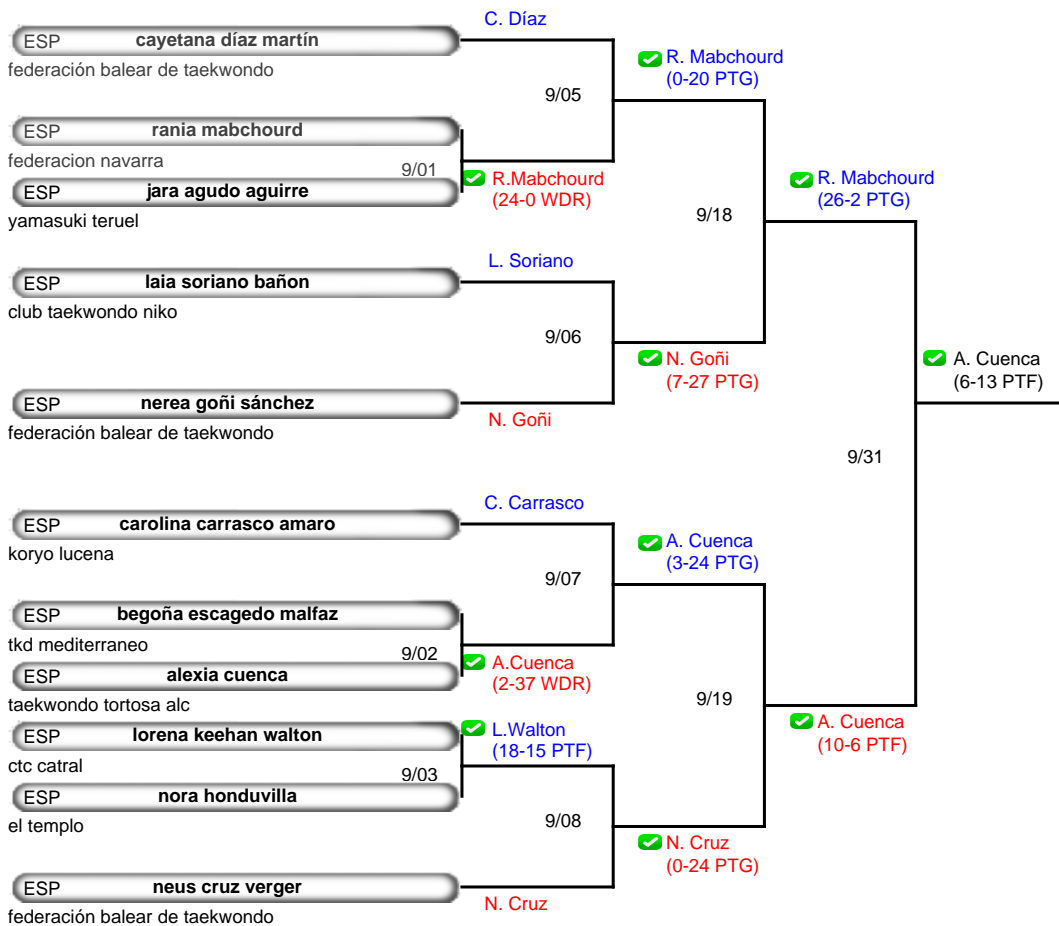 C. Díaz
ESP cayetana díaz martín
federación balear de taekwondo
R. Mabchourd
(0-20 PTG)
9/05
ESP rania mabchourd
federacion navarra
9/01
R.Mabchourd
(24-0 WDR)
ESP jara agudo aguirre
yamasuki teruel
R. Mabchourd
(26-2 PTG)
9/18
L. Soriano
ESP laia soriano bañon
club taekwondo niko
9/06
N. Goñi
(7-27 PTG)
A. Cuenca
(6-13 PTF)
ESP nerea goñi sánchez
N. Goñi
federación balear de taekwondo
9/31
C. Carrasco
ESP carolina carrasco amaro
koryo lucena
A. Cuenca
(3-24 PTG)
9/07
ESP begoña escagedo malfaz
tkd mediterraneo
9/02
A.Cuenca
(2-37 WDR)
ESP alexia cuenca
taekwondo tortosa alc
9/19
A. Cuenca
(10-6 PTF)
ESP lorena keehan walton
L.Walton
(18-15 PTF)
ctc catral
9/03
ESP nora honduvilla
el templo
9/08
N. Cruz
(0-24 PTG)
ESP neus cruz verger
N. Cruz
federación balear de taekwondo